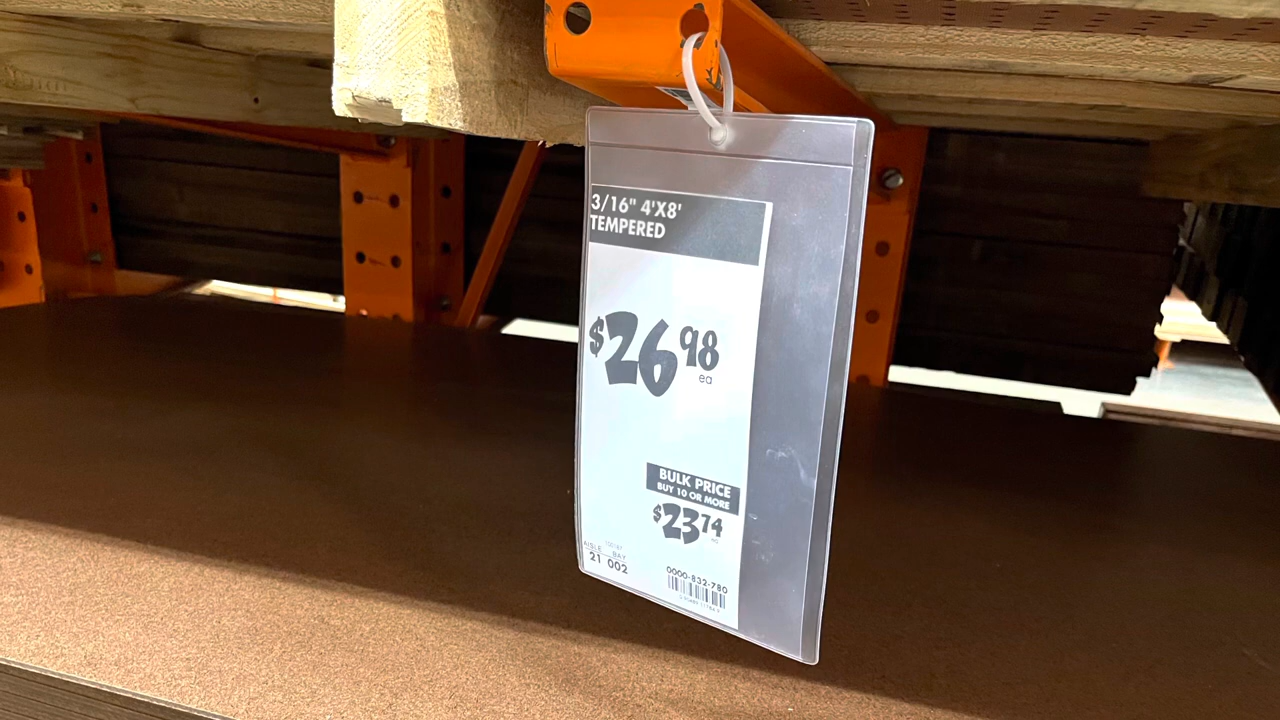 3/16" 4'X8'
TEMPERED
$26 98
ea
BULK PRICE
BUY 10 OR MORE
$23 74
AISLE BAY
21 002
0000-832-780